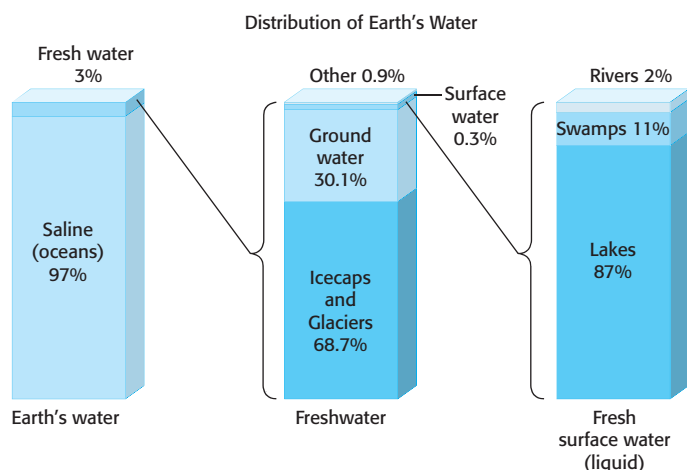 Distribution of Earth's Water
Fresh water
3%
Saline
(oceans)
97%
Earth's water
Other 0.9%
Surface
water
0.3%
Ground
water
30.1%
Icecaps
and
Glaciers
68.7%
Freshwater
Rivers 2%
Swamps 11%
Lakes
87%
Fresh
surface water
(liquid)